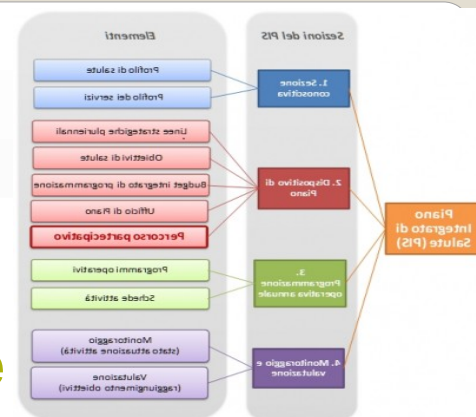 Elementi
Sezioni del PIS
Profilo di salute
Profilo dei servizi
Linee strategiche pluriennali
Obiettivi di salute
Budget integrato di programmazione
Ufficio di Piano
Percorso partecipativo
Programmi operativi
Schede attività
Monitoraggio
(stato attuazione attività)
Valutazione
(raggiungimento obiettivi)
1. Sezione
conoscitiva
2. Dispositivo di
Piano
3.
Programmazione
operativa annuale
4. Monitoraggio e
valutazione
Piano
Integrato di
Salute (PIS)
e